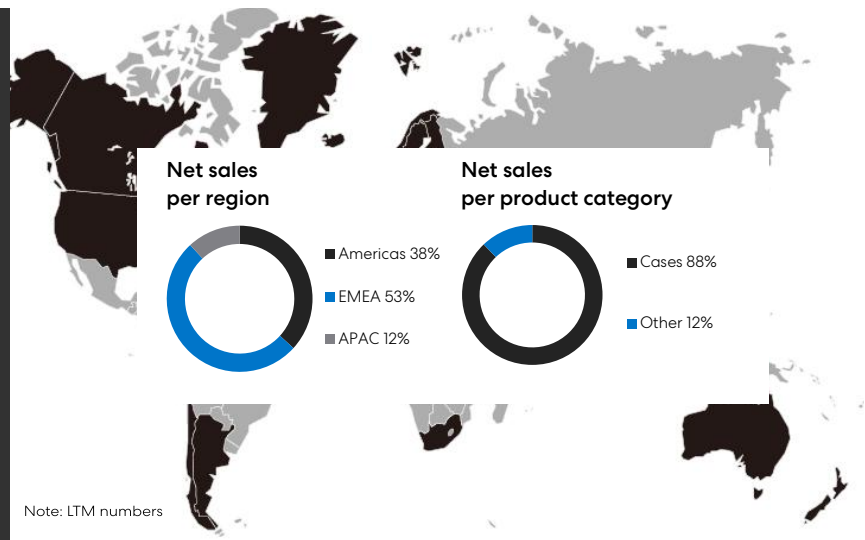 Net sales
per region
Americas 38%
EMEA 53%
APAC 12%
Net sales
per product category
Cases 88%
Other 12%
Note: LTM numbers